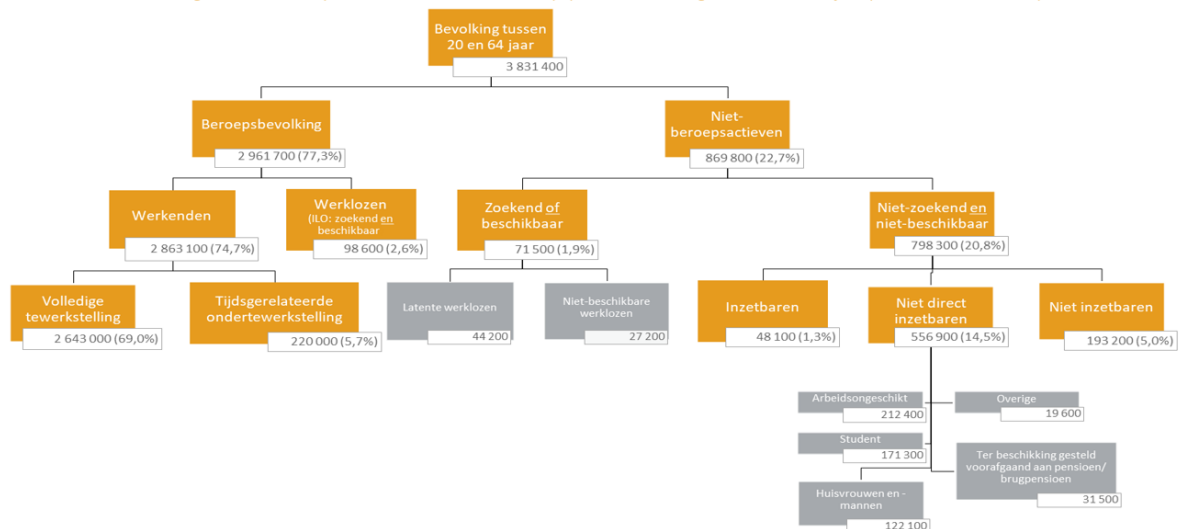 Bevolking tussen
20 en 64 jaar
3 831 400
Beroepsbevolking
2 961 700 (77,3%)
Niet-
beroepsactieven
869 800 (22,7%)
Werkenden
2 863 100 (74,7%)
Werklozen
(ILO: zoekend en
beschikbaar
98 600 (2,6%)
Zoekend of
beschikbaar
71 500 (1,9%)
Niet-zoekend en
niet-beschikbaar
798 300 (20,8%)
Volledige
tewerkstelling
2 643 000 (69,0%)
Tijdsgerelateerde
ondertewerkstelling
220 000 (5,7%)
Latente werklozen
44 200
Niet-beschikbare
werklozen
27 200
Inzetbaren
48 100 (1,3%)
Niet direct
inzetbaren
556 900 (14,5%)
Niet inzetbaren
193 200 (5,0%)
Arbeidsongeschikt
212 400
Overige
19 600
Student
171 300
Ter beschikking gesteld
voorafgaand aan pensioen/
brugpensioen
31 500
Huisvrouwen en -
mannen
122 100